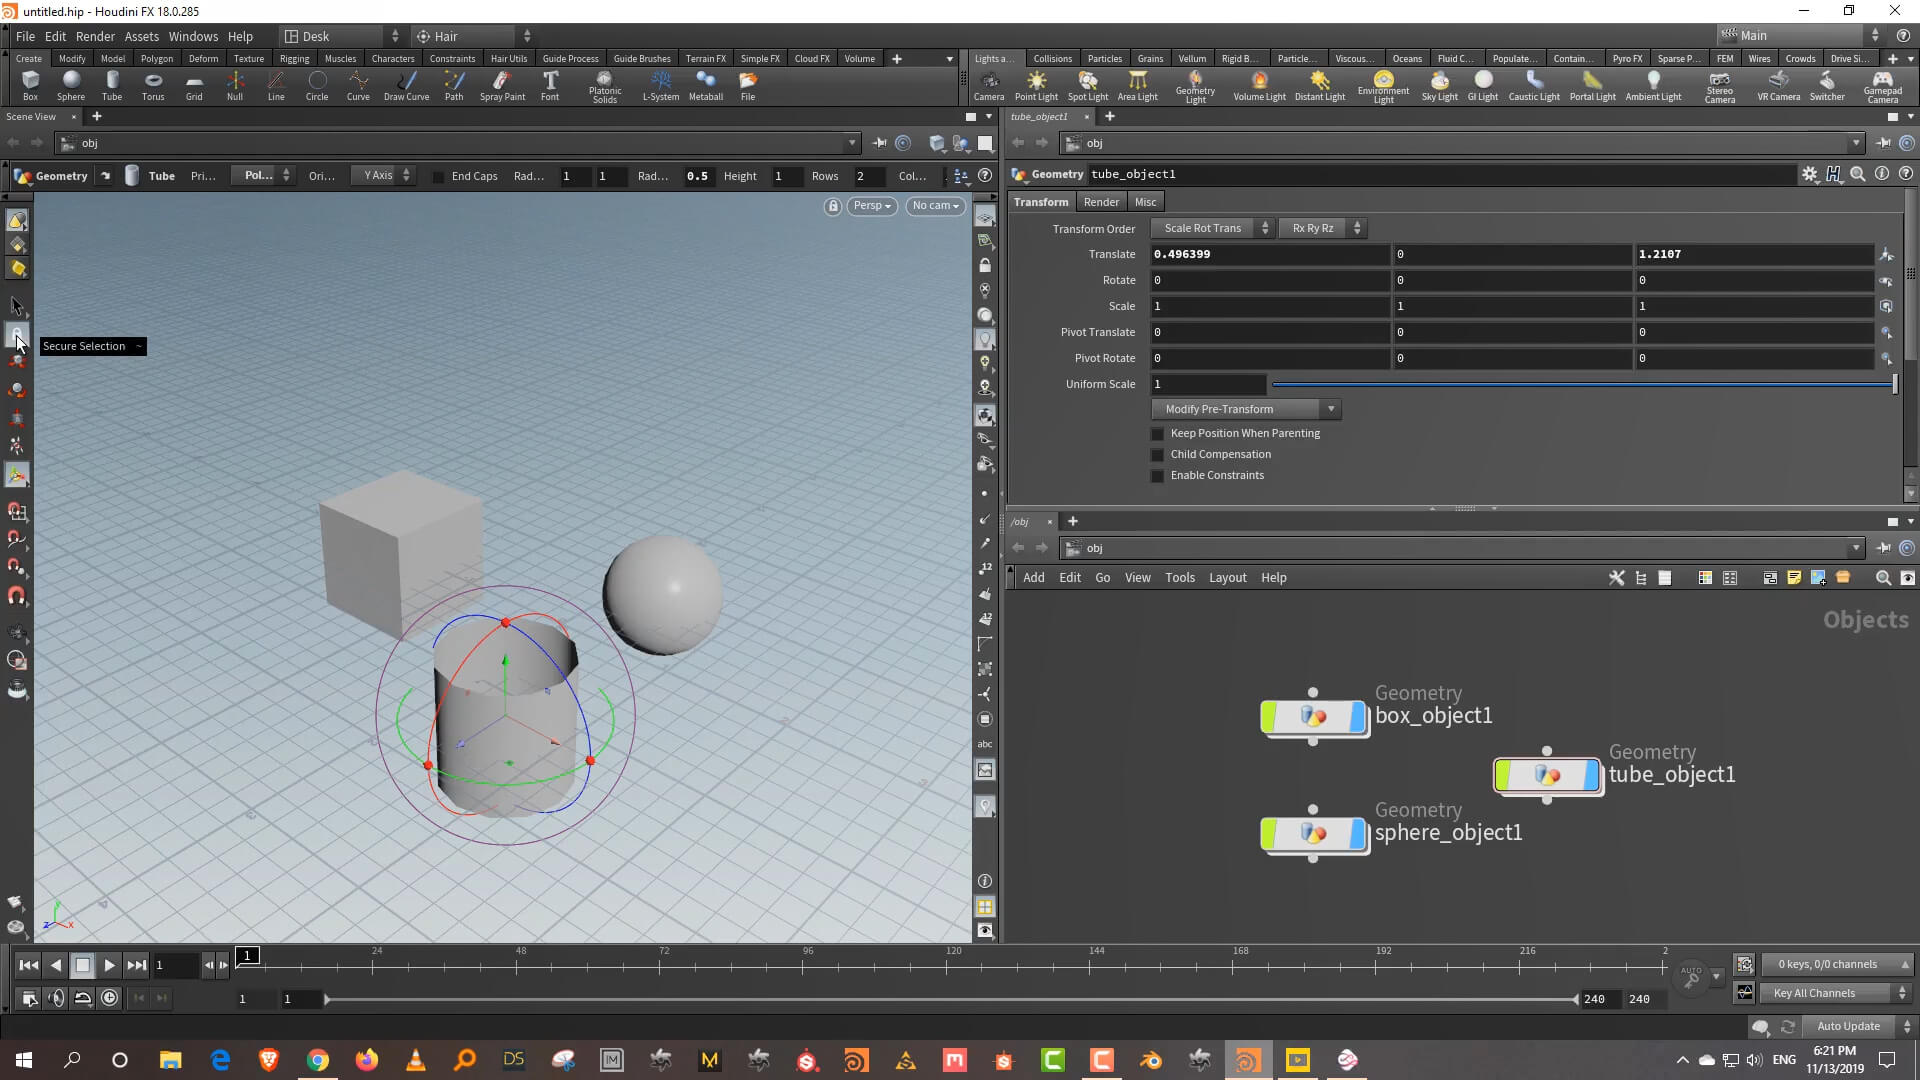 untitled.hip - Houdini FX 18.0.285
File Edit Render Assets Windows Help Desk Hair Main
Create Modify Model Polygon Deform Texture Rigging Muscles Characters Constraints Hair Utils Guide Process Guide Brushes Terrain FX Simple FX Cloud FX Volume
Lights a... Collisions Particles Grains Vellum Rigid B... Particle... Viscous... Oceans Fluid C... Populate... Contain... Pyro FX Sparse P... FEM Wires Crowds Drive Si...
Box Sphere Tube Torus Grid Null Line Circle Curve Draw Curve Path Spray Paint Font Platonic Solids L-System Metaball File
Camera Point Light Spot Light Area Light Geometry Light Volume Light Distant Light Environment Light Sky Light GI Light Caustic Light Portal Light Ambient Light Stereo Camera VR Camera Switcher Gamepad Camera
Scene View
obj
Geometry Tube Pri... Pol... Ori... Y Axis End Caps Rad... 1 1 Rad... 0.5 Height 1 Rows 2 Col...
Persp No cam
Secure Selection ~
tube_object1
obj
Geometry tube_object1
Transform Render Misc
Transform Order Scale Rot Trans Rx Ry Rz
Translate 0.496399 0 1.2107
Rotate 0 0 0
Scale 1 1 1
Pivot Translate 0 0 0
Pivot Rotate 0 0 0
Uniform Scale 1
Modify Pre-Transform
Keep Position When Parenting
Child Compensation
Enable Constraints
/obj
obj
Add Edit Go View Tools Layout Help
Objects
Geometry
box_object1
Geometry
tube_object1
Geometry
sphere_object1
12
12
abc
z y x
1 1 24 48 72 96 120 144 168 192 216 2
AUTO
0 keys, 0/0 channels
1 1 240 240
Key All Channels
Auto Update
DS
ENG
6:21 PM
11/13/2019